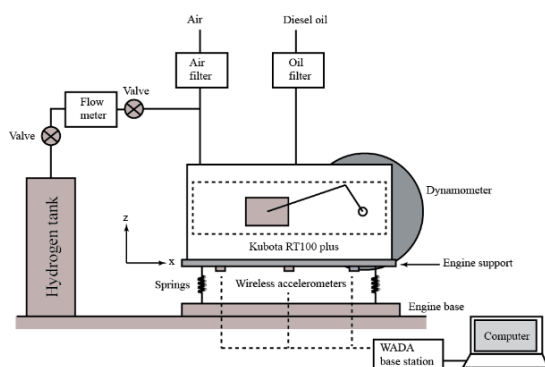 Air
Diesel oil
Air
filter
Oil
filter
Valve
Flow
meter
Valve
Hydrogen tank
Dynamometer
z
x
Kubota RT100 plus
Engine support
Springs
Wireless accelerometers
Engine base
WADA
base station
Computer